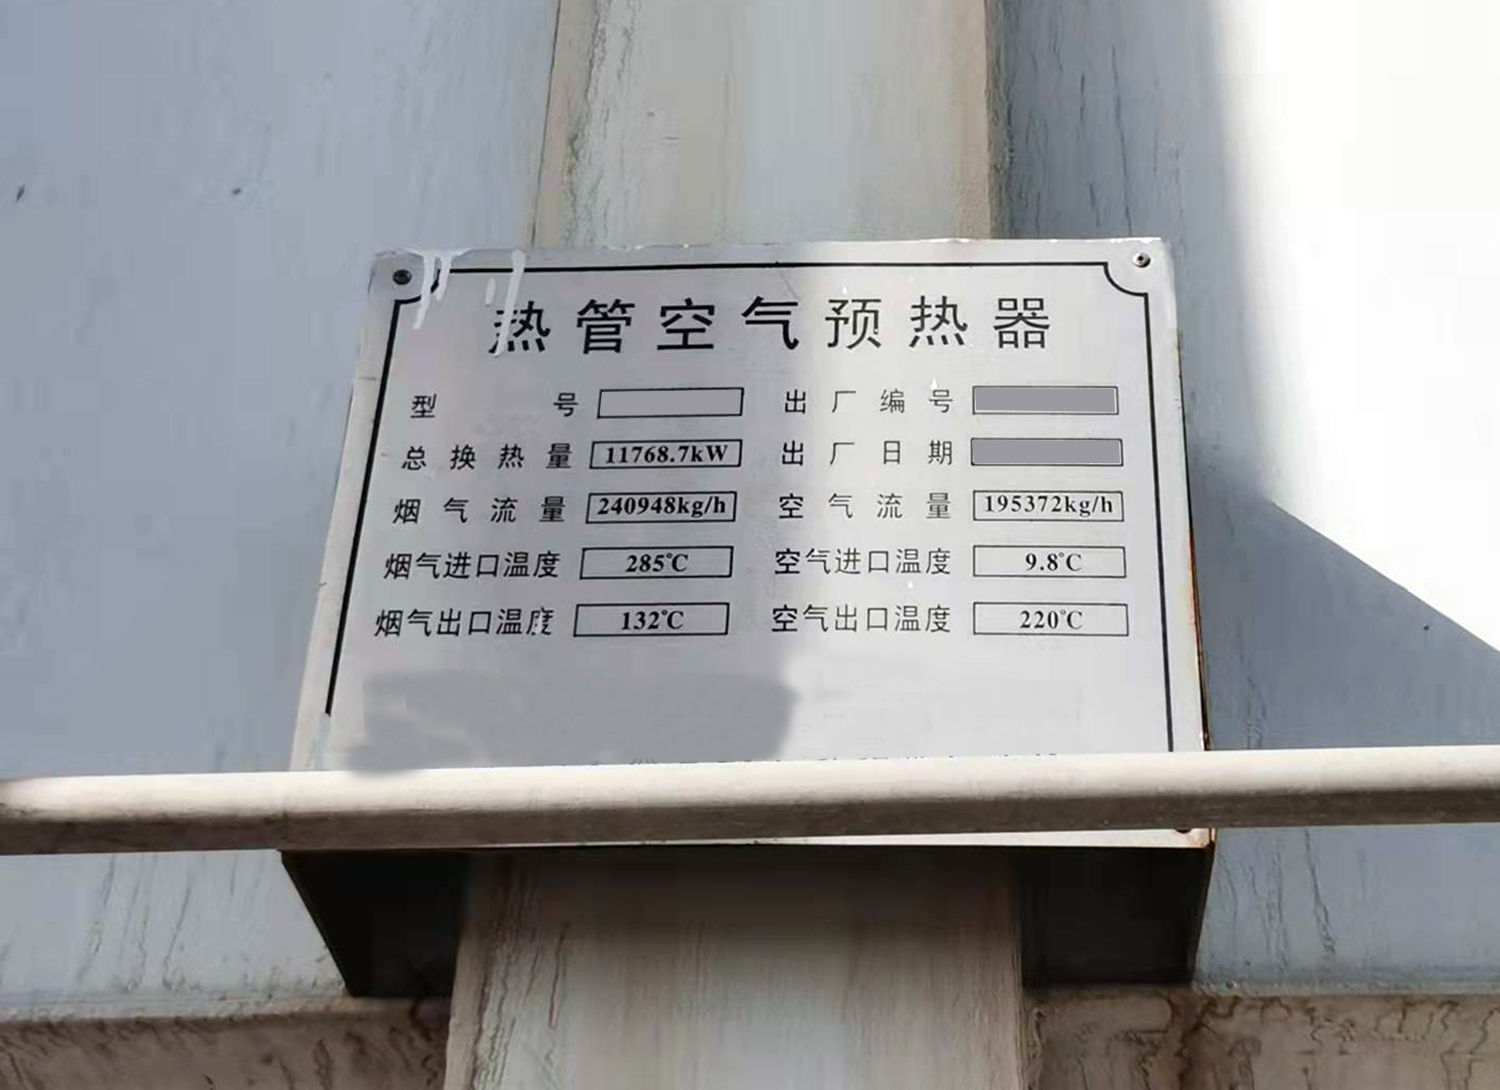 热管空气预热器
型号 出厂编号
总换热量 11768.7kW 出厂日期
烟气流量 240948kg/h 空气流量 195372kg/h
烟气进口温度 285℃ 空气进口温度 9.8℃
烟气出口温度 132℃ 空气出口温度 220℃